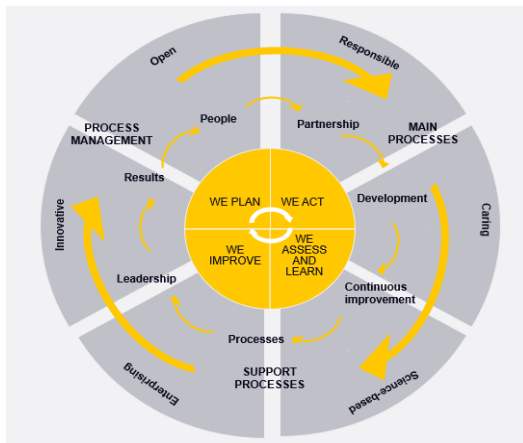 Open
Responsible
People
Partnership
PROCESS
MANAGEMENT
MAIN
PROCESSES
Results
Development
WE PLAN
WE ACT
Innovative
Caring
WE
IMPROVE
WE
ASSESS
AND
LEARN
Leadership
Continuous
improvement
Processes
SUPPORT
PROCESSES
Enterprising
Science-based